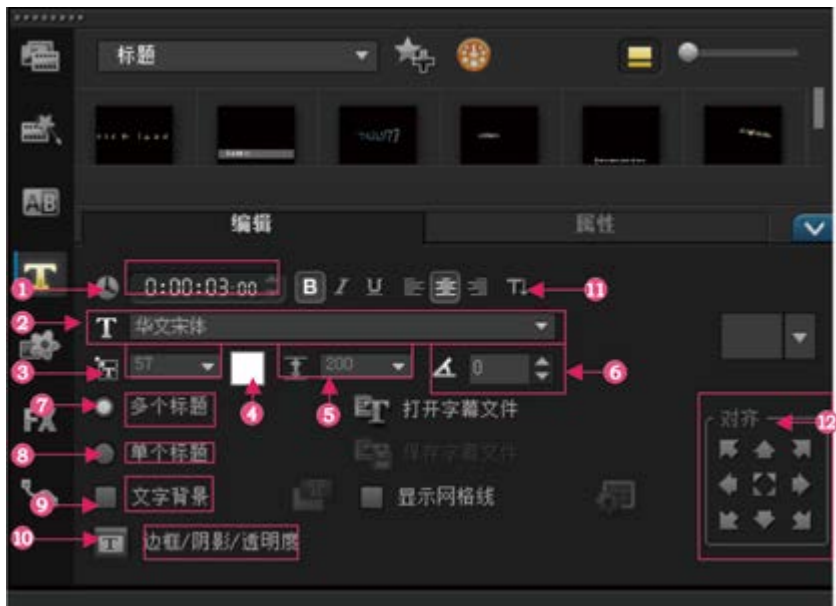 标题
编辑 属性
1 0:00:03:00 B I U T 11
2 T 华文宋体
3 T 57 4 5 200 6 0
7 多个标题 T 打开字幕文件
8 单个标题 保存字幕文件
9 文字背景 显示网格线
10 T 边框/阴影/透明度
对齐 12
AB
T
FX